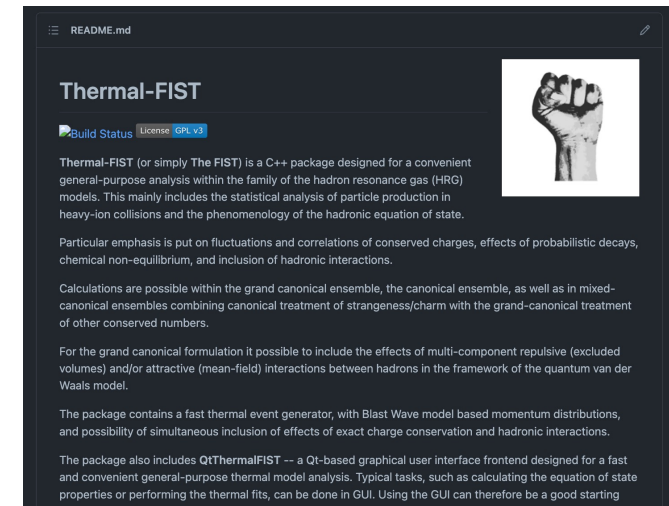 README.md
Thermal-FIST
Build Status License GPL v3
Thermal-FIST (or simply The FIST) is a C++ package designed for a convenient
general-purpose analysis within the family of the hadron resonance gas (HRG)
models. This mainly includes the statistical analysis of particle production in
heavy-ion collisions and the phenomenology of the hadronic equation of state.
Particular emphasis is put on fluctuations and correlations of conserved charges, effects of probabilistic decays,
chemical non-equilibrium, and inclusion of hadronic interactions.
Calculations are possible within the grand canonical ensemble, the canonical ensemble, as well as in mixed-
canonical ensembles combining canonical treatment of strangeness/charm with the grand-canonical treatment
of other conserved numbers.
For the grand canonical formulation it possible to include the effects of multi-component repulsive (excluded
volumes) and/or attractive (mean-field) interactions between hadrons in the framework of the quantum van der
Waals model.
The package contains a fast thermal event generator, with Blast Wave model based momentum distributions,
and possibility of simultaneous inclusion of effects of exact charge conservation and hadronic interactions.
The package also includes QtThermalFIST -- a Qt-based graphical user interface frontend designed for a fast
and convenient general-purpose thermal model analysis. Typical tasks, such as calculating the equation of state
properties or performing the thermal fits, can be done in GUI. Using the GUI can therefore be a good starting